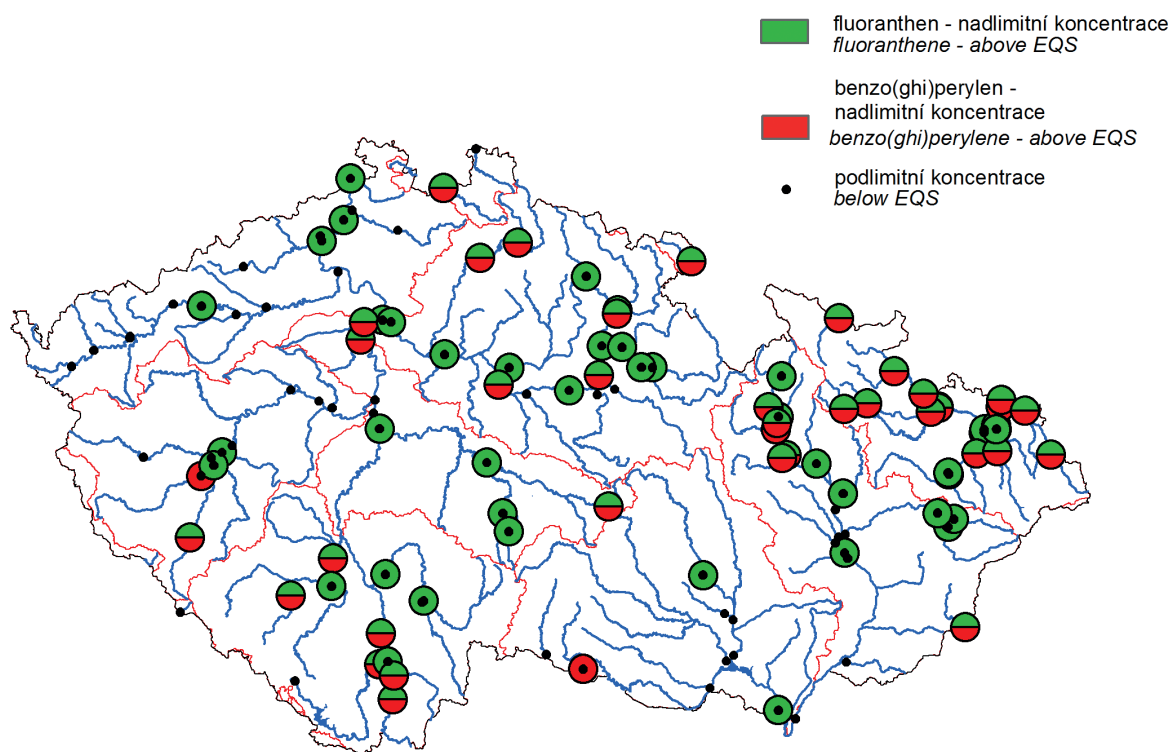 fluoranthen - nadlimitní koncentrace
fluoranthene - above EQS
benzo(ghi)perylen -
nadlimitní koncentrace
benzo(ghi)perylene - above EQS
podlimitní koncentrace
below EQS